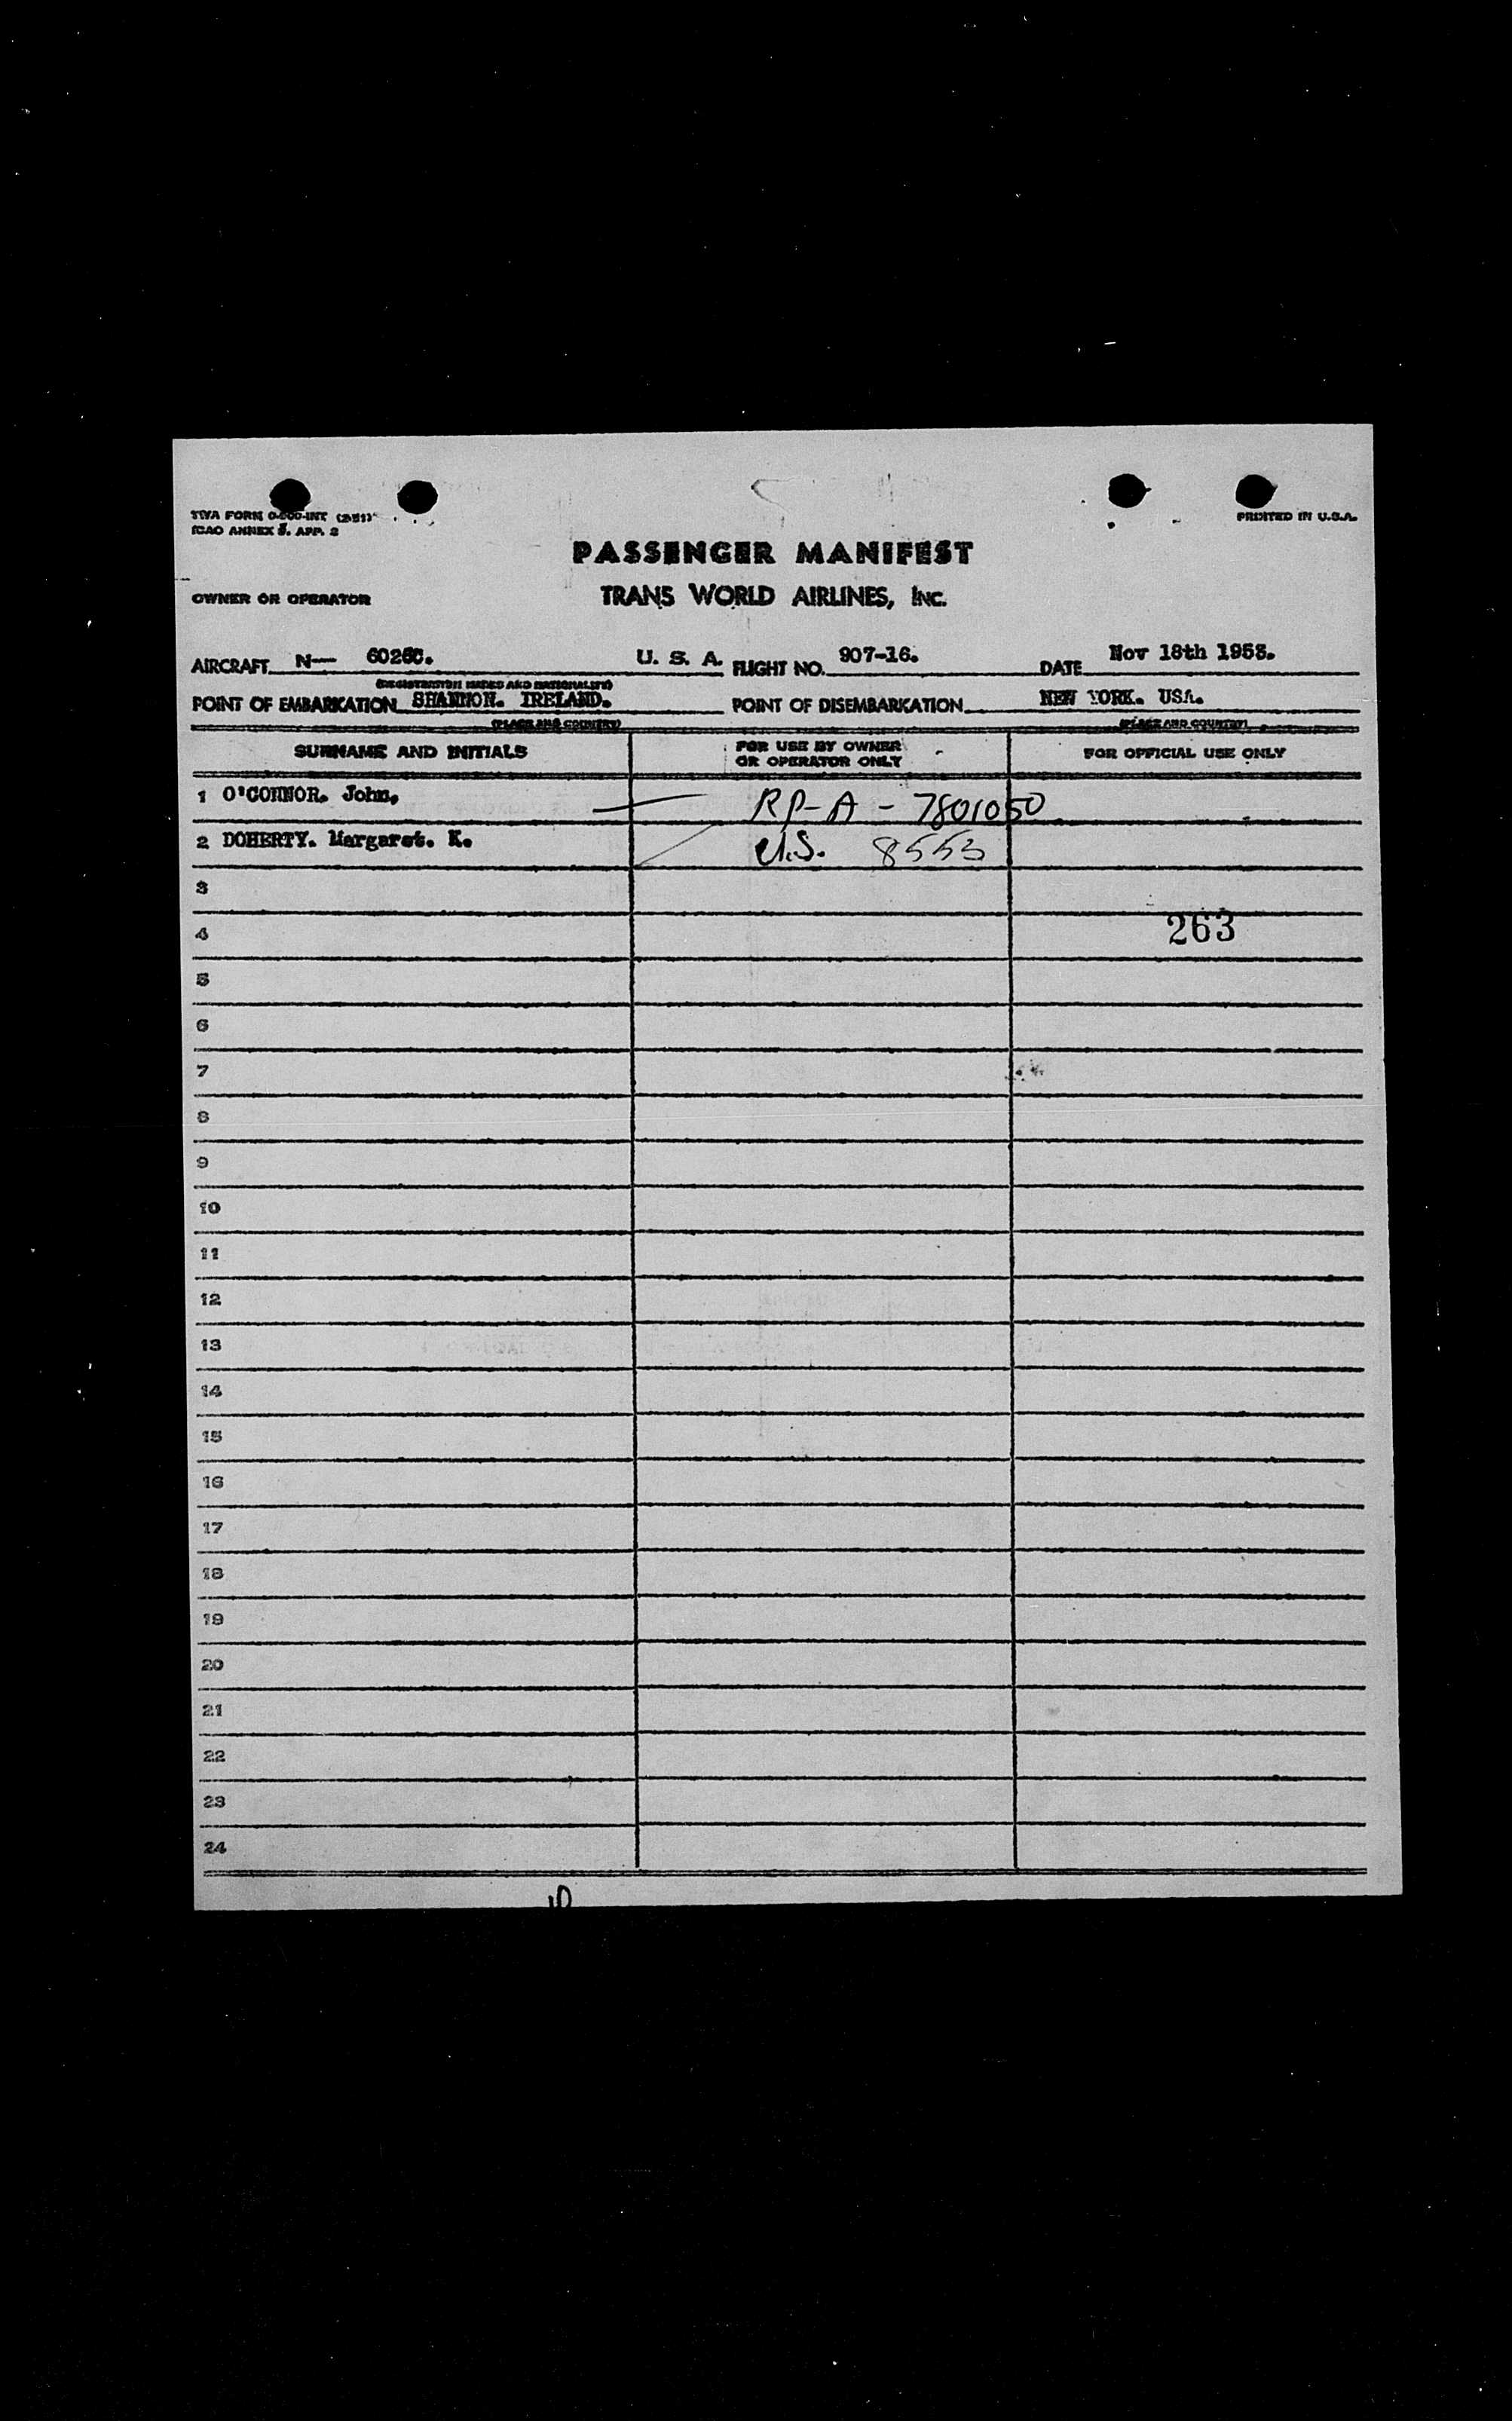 TWA FORM O-800-INT (2-51)
ICAO ANNEX 9. APP. 2
PRINTED IN U.S.A.
PASSENGER MANIFEST
OWNER OR OPERATOR TRANS WORLD AIRLINES, INC.
AIRCRAFT N— U. S. A. FLIGHT NO. 907-16. DATE Nov 18th 1953.
(REGISTRATION MARKS AND NATIONALITY)
POINT OF EMBARKATION SHANNON. IRELAND. POINT OF DISEMBARKATION NEW YORK. USA.
(PLACE AND COUNTRY) (PLACE AND COUNTRY)
SURNAME AND INITIALS FOR USE BY OWNER OR OPERATOR ONLY FOR OFFICIAL USE ONLY
1 O'CONNOR. John, RP-A-7801050
2 DOHERTY. Margaret. K. U.S. 8553
3
263
4
5
6
7
8
9
10
11
12
13
14
15
16
17
18
19
20
21
22
23
24